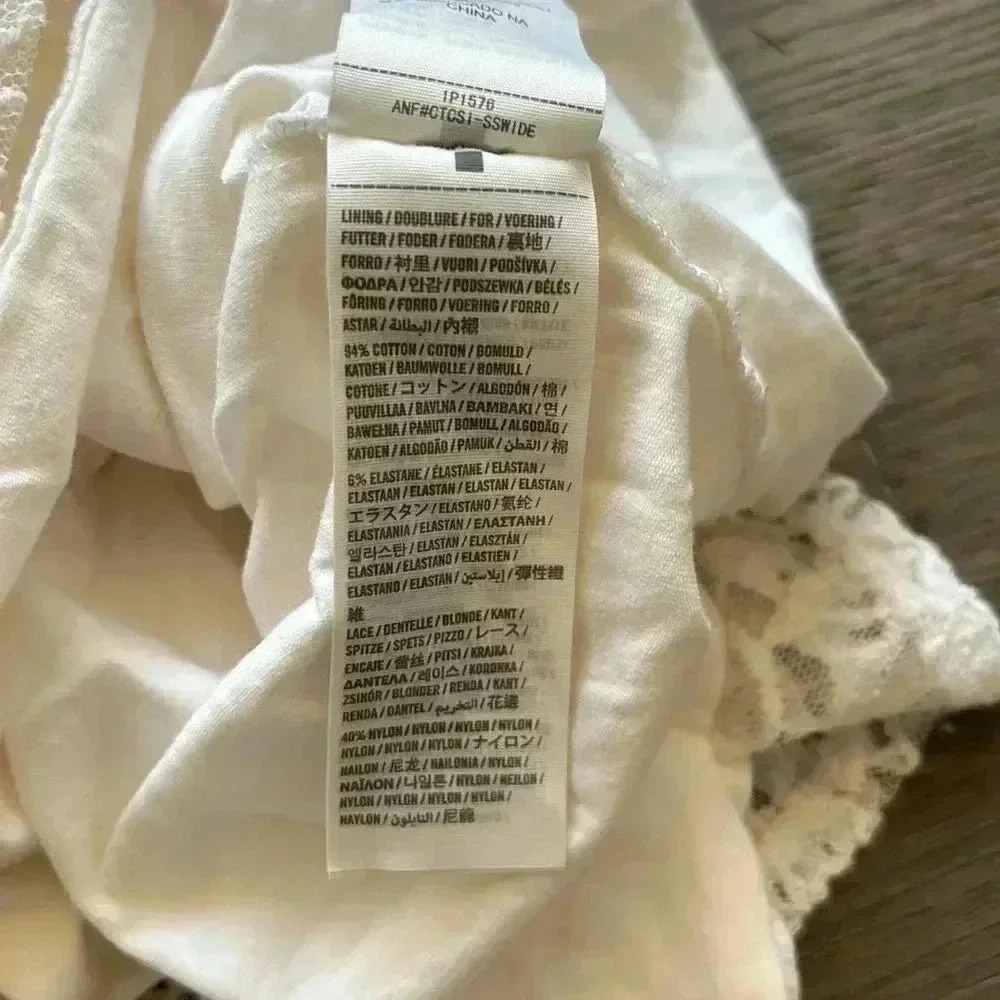 CHINA
IP1576
ANF#CTCSI-SSWIDE
LINING / DOUBLURE / FOR / VOERING /
FUTTER / FODER / FODERA / 裏地 /
FORRO / 衬里 / VUORI / PODŠÍVKA /
ΦΟΔΡΑ / 안감 / PODSZEWKA / BÉLÉS /
FÔRING / FORRO / VOERING / FORRO /
ASTAR / البطانة / 內襯
94% COTTON / COTON / BOMULD /
KATOEN / BAUMWOLLE / BOMULL /
COTONE / コットン / ALGODÓN / 棉 /
PUUVILLAA / BAVLNA / BAMBAKI / 면 /
BAWEŁNA / PAMUT / BOMULL / ALGODÃO /
KATOEN / ALGODÃO / PAMUK / القطن / 棉
6% ELASTANE / ÉLASTANE / ELASTAN /
ELASTAAN / ELASTAN / ELASTAN / ELASTAN /
エラスタン / ELASTANO / 氨纶 /
ELASTAANIA / ELASTAN / ΕΛΑΣΤΑΝΗ /
엘라스탄 / ELASTAN / ELASZTÁN /
ELASTAN / ELASTANO / ELASTIEN /
ELASTANO / ELASTAN / إيلاستين / 彈性纖
維
LACE / DENTELLE / BLONDE / KANT /
SPITZE / SPETS / PIZZO / レース /
ENCAJE / 蕾丝 / PITSI / KRAJKA /
ΔΑΝΤΕΛΑ / 레이스 / KORONKA /
ZSINÓR / BLONDER / RENDA / KANT /
RENDA / DANTEL / التخريم / 花邊
40% NYLON / NYLON / NYLON / NYLON /
NYLON / NYLON / NYLON / ナイロン /
NAILON / 尼龙 / NAILONIA / NYLON /
ΝΑΪΛΟΝ / 나일론 / NYLON / NEJLON /
NYLON / NYLON / NYLON / NYLON /
NAYLON / النايلون / 尼龍